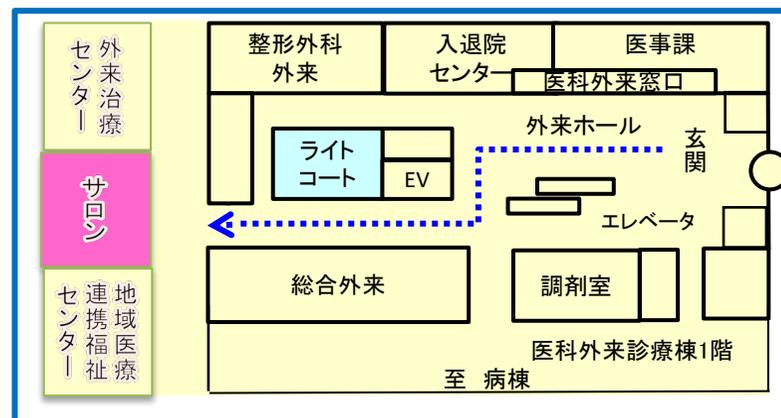 外来治療
センター
サロン
地域医療
連携福祉
センター
整形外科
外来
入退院
センター
医事課
医科外来窓口
外来ホール
玄関
ライト
コート
EV
エレベータ
総合外来
調剤室
医科外来診療棟1階
至 病棟